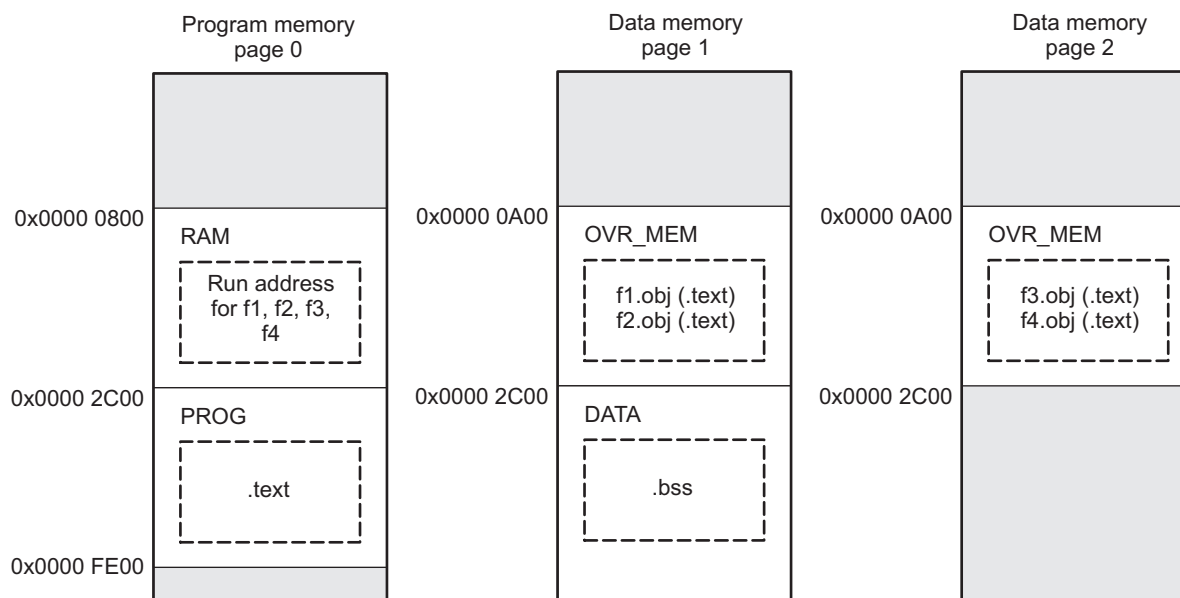 Program memory
page 0
0x0000 0800
RAM
Run address
for f1, f2, f3,
f4
0x0000 2C00
PROG
.text
0x0000 FE00
Data memory
page 1
0x0000 0A00
OVR_MEM
f1.obj (.text)
f2.obj (.text)
0x0000 2C00
DATA
.bss
Data memory
page 2
0x0000 0A00
OVR_MEM
f3.obj (.text)
f4.obj (.text)
0x0000 2C00